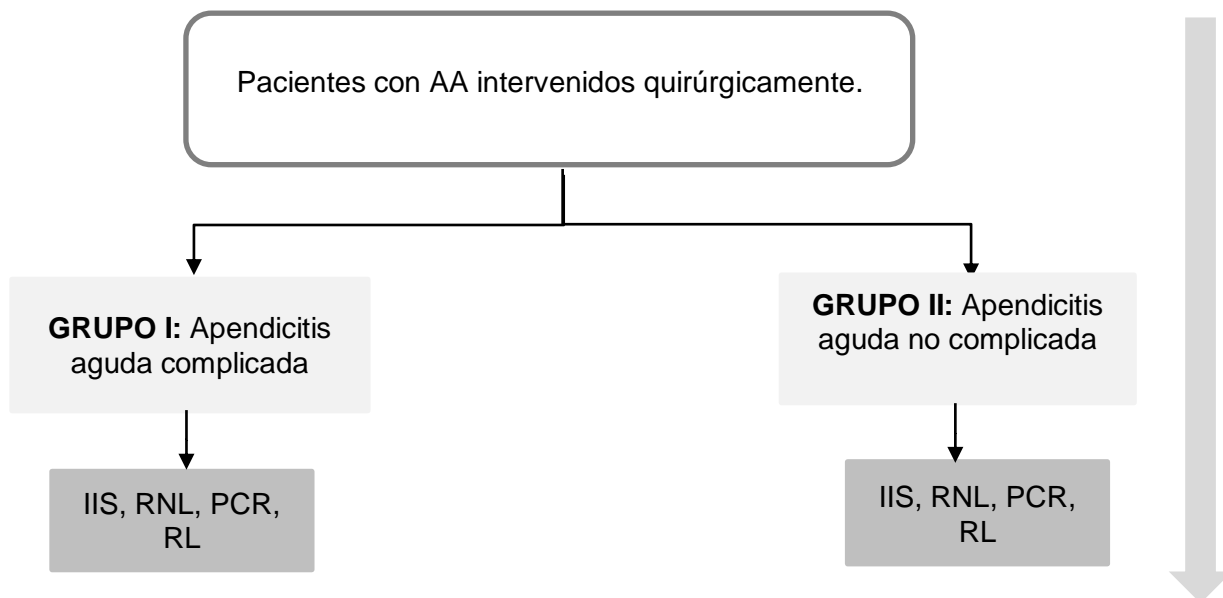 Pacientes con AA intervenidos quirúrgicamente.
GRUPO I: Apendicitis
aguda complicada
GRUPO II: Apendicitis
aguda no complicada
IIS, RNL, PCR,
RL
IIS, RNL, PCR,
RL